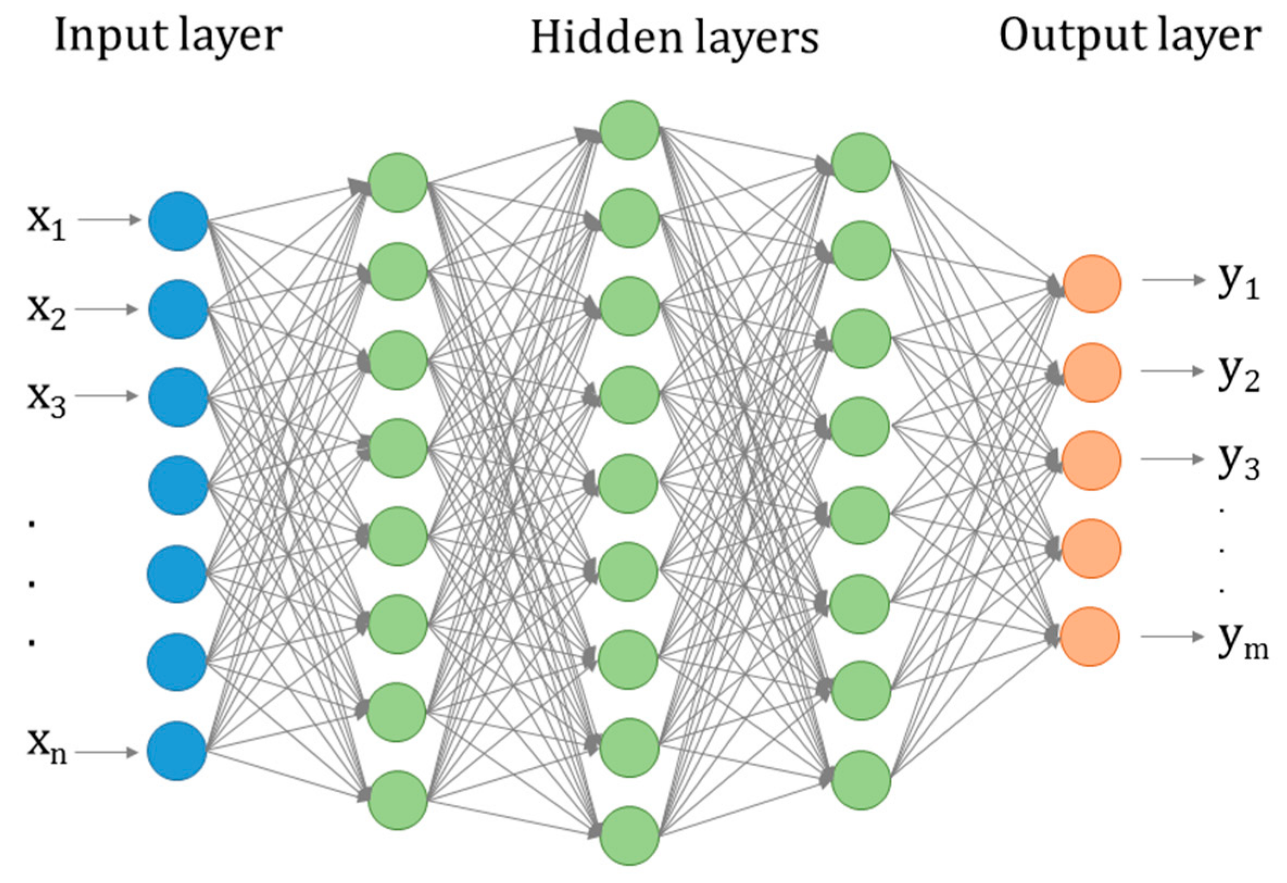 Input layer
Hidden layers
Output layer
x1
x2
x3
.
.
.
xn
y1
y2
y3
.
.
.
ym